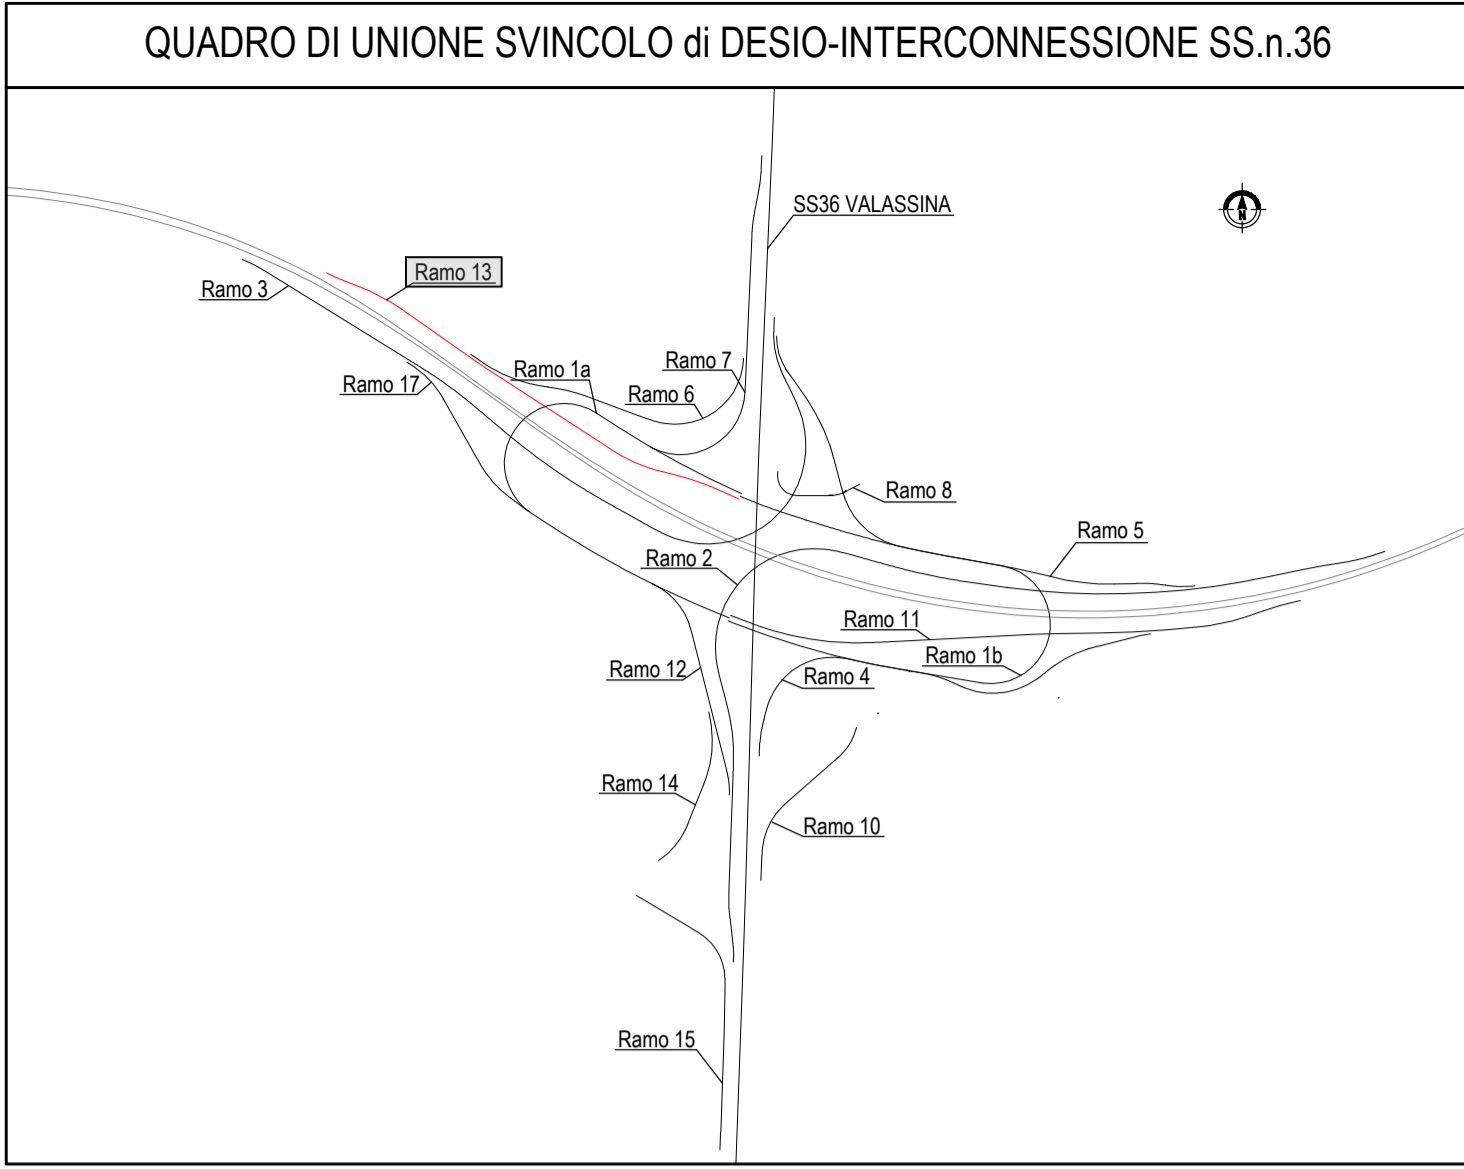 QUADRO DI UNIONE SVINCOLO di DESIO-INTERCONNESSIONE SS.n.36
SS36 VALASSINA
N
Ramo 13
Ramo 3
Ramo 7
Ramo 1a
Ramo 17
Ramo 6
Ramo 8
Ramo 5
Ramo 2
Ramo 11
Ramo 1b
Ramo 12
Ramo 4
Ramo 14
Ramo 10
Ramo 15